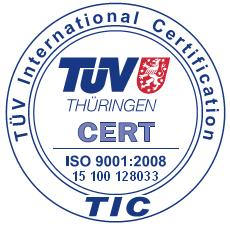 TÜV International Certification
TÜV
THÜRINGEN
CERT
ISO 9001:2008
15 100 128033
TIC